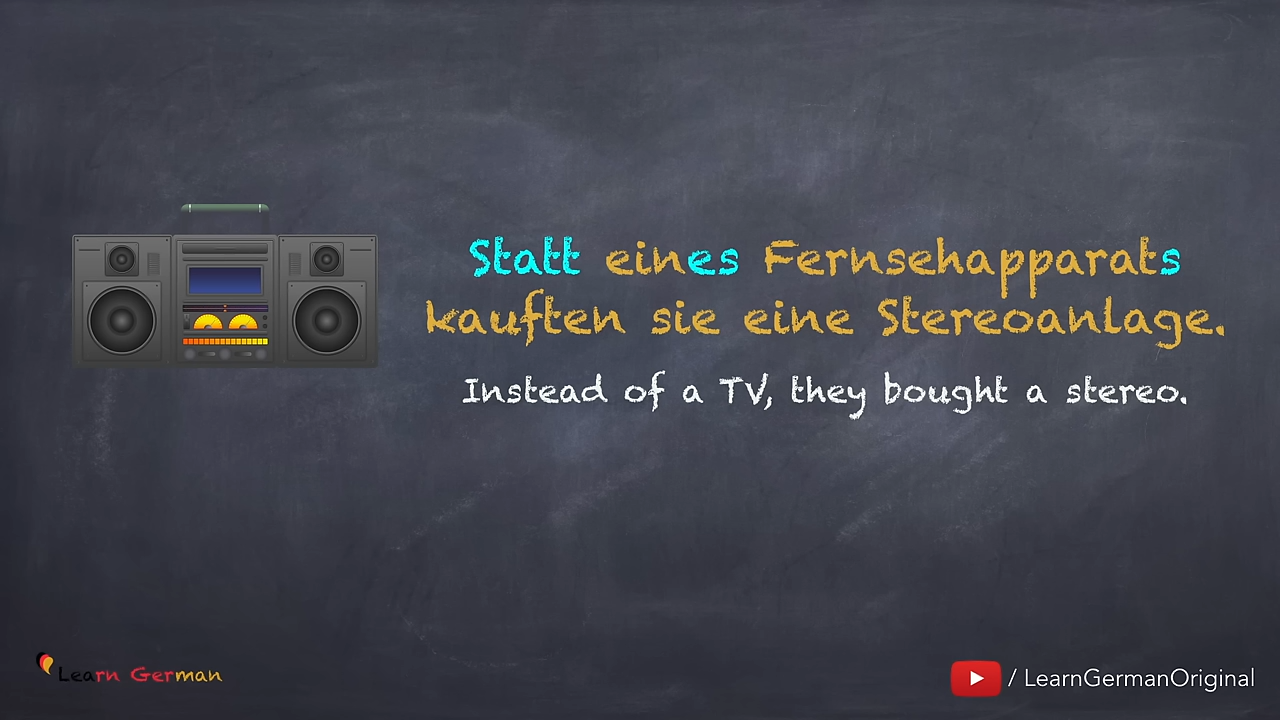 Statt eines Fernsehapparats
kauften sie eine Stereoanlage.
Instead of a TV, they bought a stereo.
Learn German
/ LearnGermanOriginal